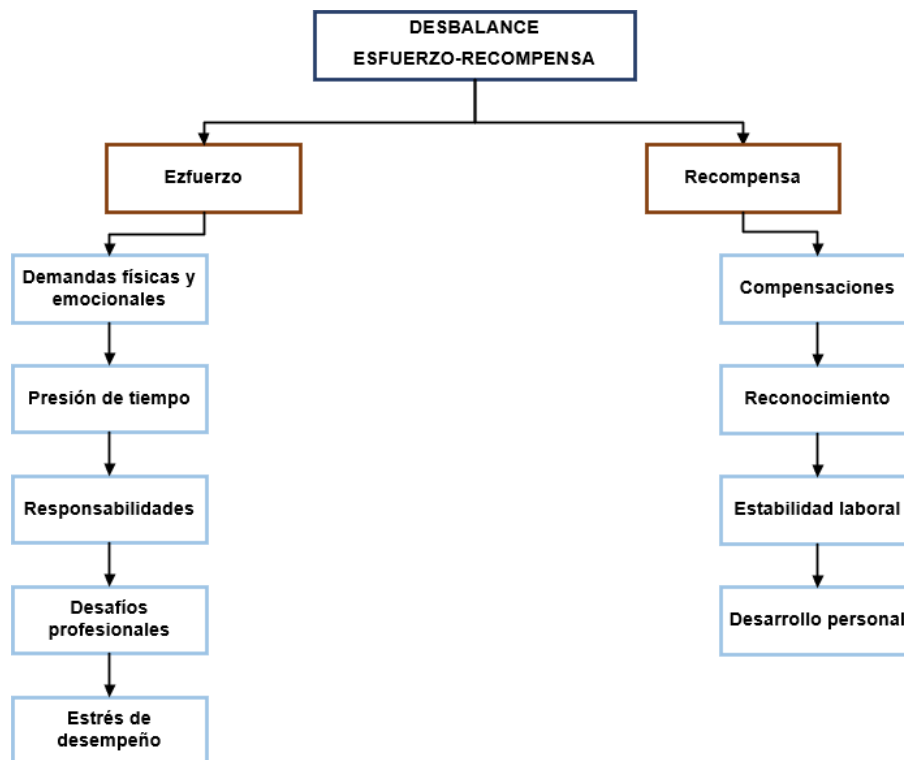 DESBALANCE
ESFUERZO-RECOMPENSA
Ezfuerzo
Recompensa
Demandas físicas y
emocionales
Compensaciones
Presión de tiempo
Reconocimiento
Responsabilidades
Estabilidad laboral
Desafíos
profesionales
Desarrollo personal
Estrés de
desempeño